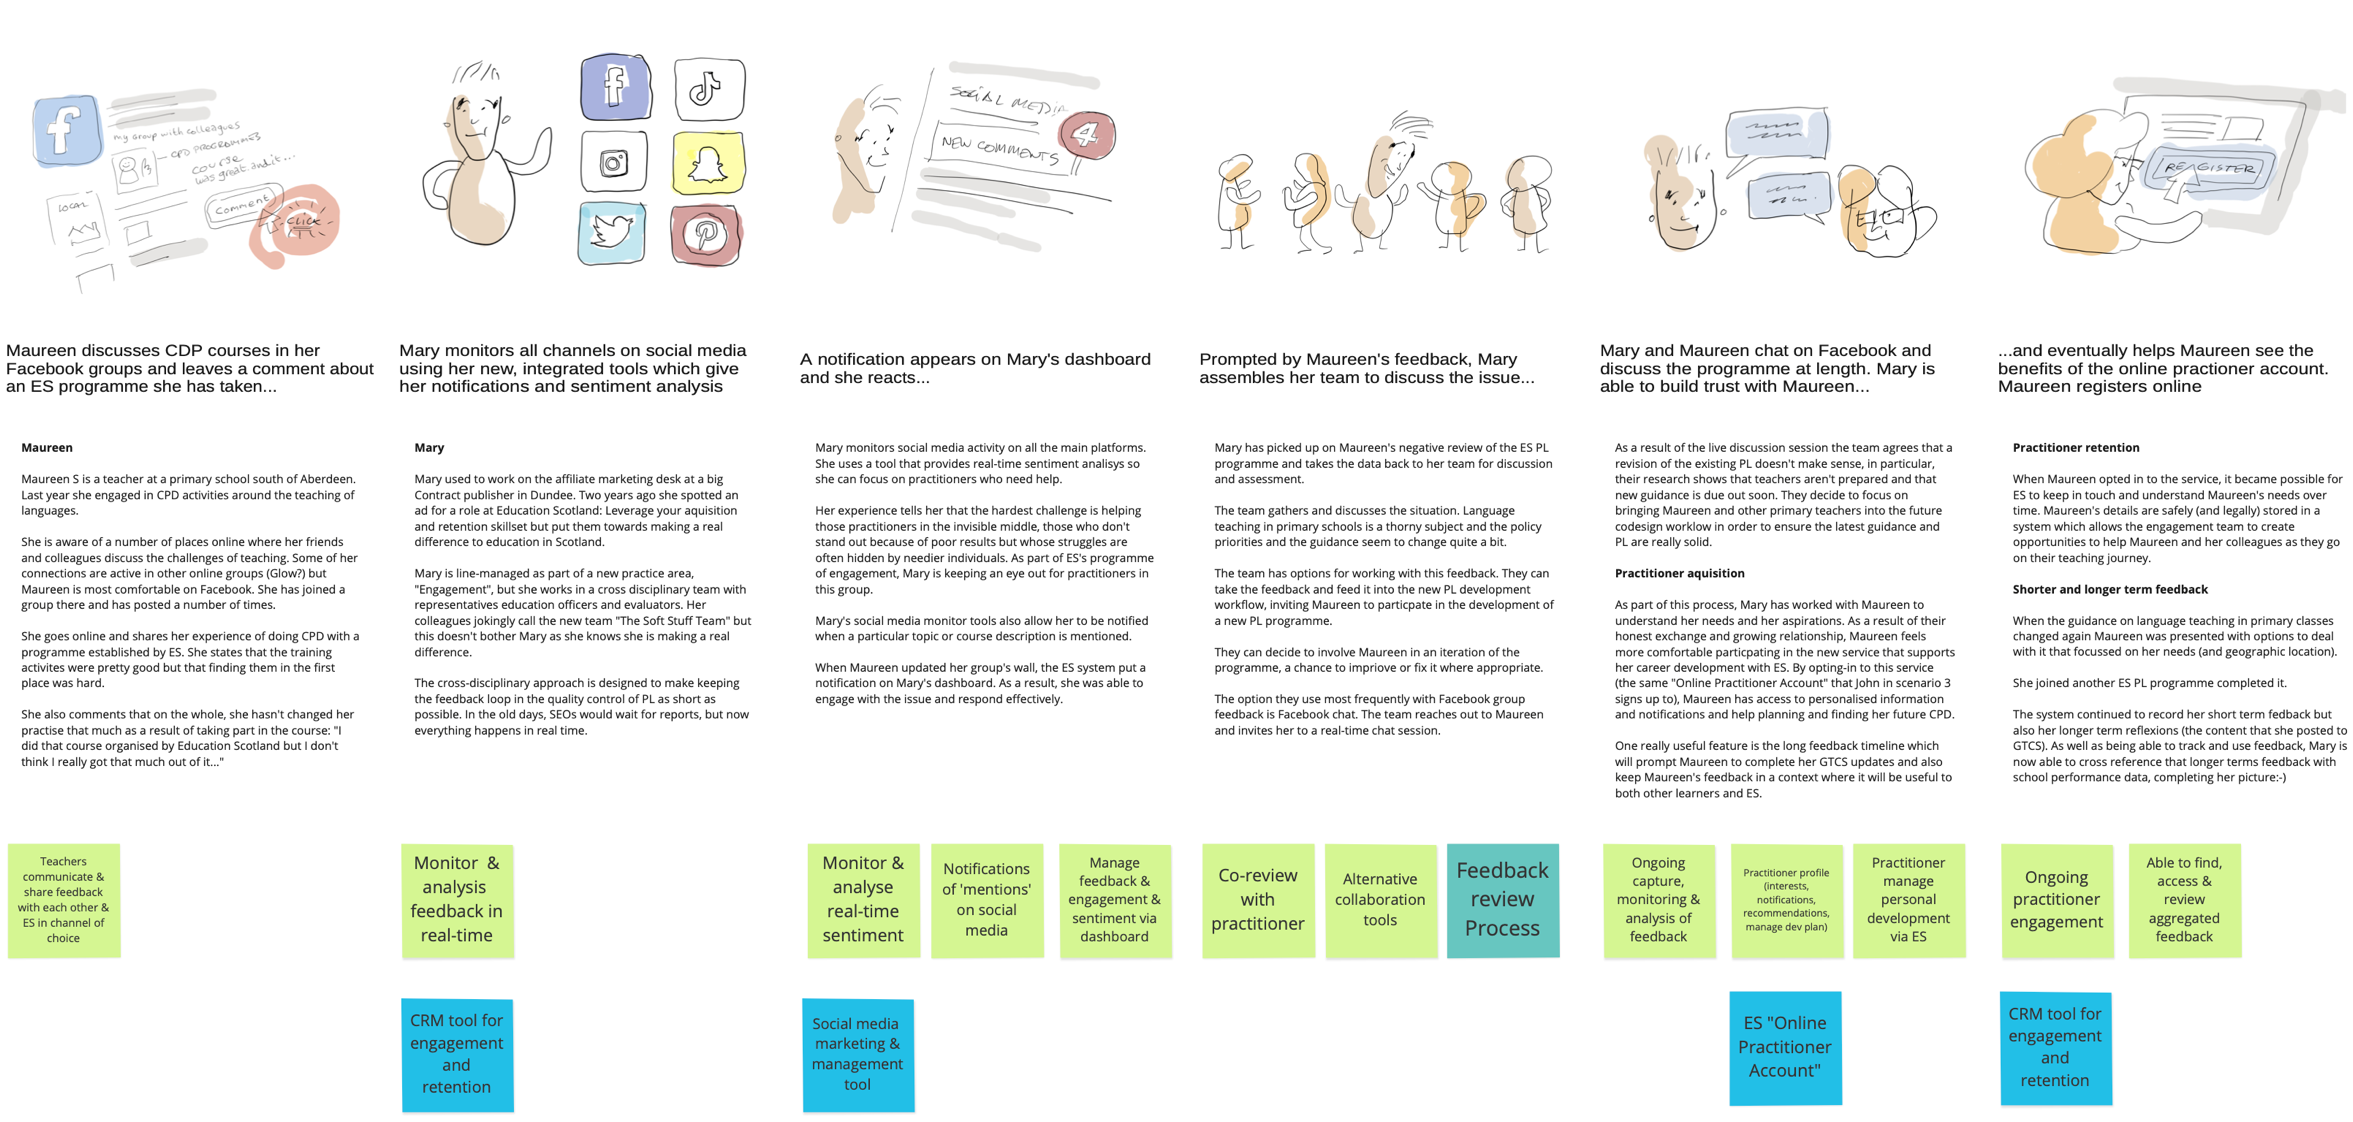 my group with colleagues
CPD PROGRAMMES
COURSE
was great. and it...
LOCAL
Comment
CLICK
SOCIAL MEDIA
NEW COMMENTS
4
REGISTER
Maureen discusses CDP courses in her
Facebook groups and leaves a comment about
an ES programme she has taken...
Maureen
Maureen S is a teacher at a primary school south of Aberdeen.
Last year she engaged in CPD activities around the teaching of
languages.
She is aware of a number of places online where her friends
and colleagues discuss the challenges of teaching. Some of her
connections are active in other online groups (Glow?) but
Maureen is most comfortable on Facebook. She has joined a
group there and has posted a number of times.
She goes online and shares her experience of doing CPD with a
programme established by ES. She states that the training
activites were pretty good but that finding them in the first
place was hard.
She also comments that on the whole, she hasn't changed her
practise that much as a result of taking part in the course: "I
did that course organised by Education Scotland but I don't
think I really got that much out of it..."
Teachers
communicate &
share feedback
with each other &
ES in channel of
choice
Mary monitors all channels on social media
using her new, integrated tools which give
her notifications and sentiment analysis
Mary
Mary used to work on the affiliate marketing desk at a big
Contract publisher in Dundee. Two years ago she spotted an
ad for a role at Education Scotland: Leverage your aquisition
and retention skillset but put them towards making a real
difference to education in Scotland.
Mary is line-managed as part of a new practice area,
"Engagement", but she works in a cross disciplinary team with
representatives education officers and evaluators. Her
colleagues jokingly call the new team "The Soft Stuff Team" but
this doesn't bother Mary as she knows she is making a real
difference.
The cross-disciplinary approach is designed to make keeping
the feedback loop in the quality control of PL as short as
possible. In the old days, SEOs would wait for reports, but now
everything happens in real time.
Monitor &
analysis
feedback in
real-time
CRM tool for
engagement
and
retention
A notification appears on Mary's dashboard
and she reacts...
Mary monitors social media activity on all the main platforms.
She uses a tool that provides real-time sentiment analisys so
she can focus on practitioners who need help.
Her experience tells her that the hardest challenge is helping
those practitioners in the invisible middle, those who don't
stand out because of poor results but whose struggles are
often hidden by needier individuals. As part of ES's programme
of engagement, Mary is keeping an eye out for practitioners in
this group.
Mary's social media monitor tools also allow her to be notified
when a particular topic or course description is mentioned.
When Maureen updated her group's wall, the ES system put a
notification on Mary's dashboard. As a result, she was able to
engage with the issue and respond effectively.
Monitor &
analyse
real-time
sentiment
Notifications
of 'mentions'
on social
media
Manage
feedback &
engagement &
sentiment via
dashboard
Social media
marketing &
management
tool
Prompted by Maureen's feedback, Mary
assembles her team to discuss the issue...
Mary has picked up on Maureen's negative review of the ES PL
programme and takes the data back to her team for discussion
and assessment.
The team gathers and discusses the situation. Language
teaching in primary schools is a thorny subject and the policy
priorities and the guidance seem to change quite a bit.
The team has options for working with this feedback. They can
take the feedback and feed it into the new PL development
workflow, inviting Maureen to particpate in the development of
a new PL programme.
They can decide to involve Maureen in an iteration of the
programme, a chance to impriove or fix it where appropriate.
The option they use most frequently with Facebook group
feedback is Facebook chat. The team reaches out to Maureen
and invites her to a real-time chat session.
Co-review
with
practitioner
Alternative
collaboration
tools
Feedback
review
Process
Mary and Maureen chat on Facebook and
discuss the programme at length. Mary is
able to build trust with Maureen...
As a result of the live discussion session the team agrees that a
revision of the existing PL doesn't make sense, in particular,
their research shows that teachers aren't prepared and that
new guidance is due out soon. They decide to focus on
bringing Maureen and other primary teachers into the future
codesign worklow in order to ensure the latest guidance and
PL are really solid.
Practitioner aquisition
As part of this process, Mary has worked with Maureen to
understand her needs and her aspirations. As a result of their
honest exchange and growing relationship, Maureen feels
more comfortable particpating in the new service that supports
her career development with ES. By opting-in to this service
(the same "Online Practitioner Account" that John in scenario 3
signs up to), Maureen has access to personalised information
and notifications and help planning and finding her future CPD.
One really useful feature is the long feedback timeline which
will prompt Maureen to complete her GTCS updates and also
keep Maureen's feedback in a context where it will be useful to
both other learners and ES.
Ongoing
capture,
monitoring &
analysis of
feedback
Practitioner profile
(interests,
notifications,
recommendations,
manage dev plan)
Practitioner
manage
personal
development
via ES
ES "Online
Practitioner
Account"
...and eventually helps Maureen see the
benefits of the online practioner account.
Maureen registers online
Practitioner retention
When Maureen opted in to the service, it became possible for
ES to keep in touch and understand Maureen's needs over
time. Maureen's details are safely (and legally) stored in a
system which allows the engagement team to create
opportunities to help Maureen and her colleagues as they go
on their teaching journey.
Shorter and longer term feedback
When the guidance on language teaching in primary classes
changed again Maureen was presented with options to deal
with it that focussed on her needs (and geographic location).
She joined another ES PL programme completed it.
The system continued to record her short term fedback but
also her longer term reflexions (the content that she posted to
GTCS). As well as being able to track and use feedback, Mary is
now able to cross reference that longer terms feedback with
school performance data, completing her picture:-)
Ongoing
practitioner
engagement
Able to find,
access &
review
aggregated
feedback
CRM tool for
engagement
and
retention